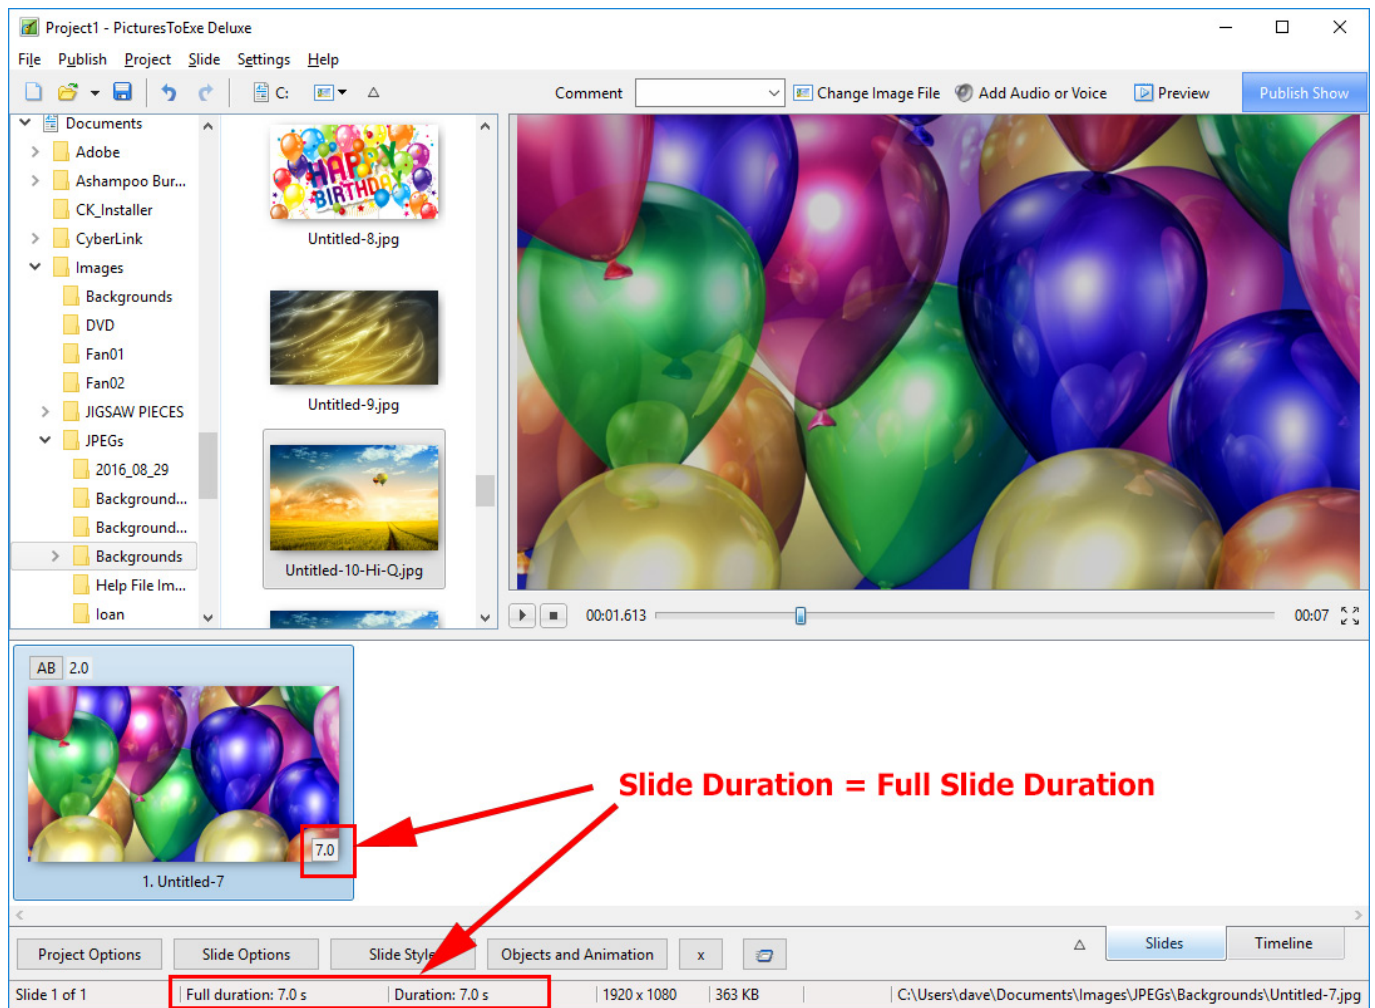 Project1 - PicturesToExe Deluxe
File Publish Project Slide Settings Help
C: Comment Change Image File Add Audio or Voice Preview Publish Show
Documents
Adobe
Ashampoo Bur...
CK_Installer
CyberLink
Images
Backgrounds
DVD
Fan01
Fan02
JIGSAW PIECES
JPEGs
2016_08_29
Background...
Background...
Backgrounds
Help File Im...
loan
HAPPY
BIRTHDAY
Untitled-8.jpg
Untitled-9.jpg
Untitled-10-Hi-Q.jpg
00:01.613 00:07
AB 2.0
7.0
1. Untitled-7
Slide Duration = Full Slide Duration
Project Options Slide Options Slide Style Objects and Animation x Slides Timeline
Slide 1 of 1 Full duration: 7.0 s Duration: 7.0 s 1920 x 1080 363 KB C:\Users\dave\Documents\Images\JPEGs\Backgrounds\Untitled-7.jpg